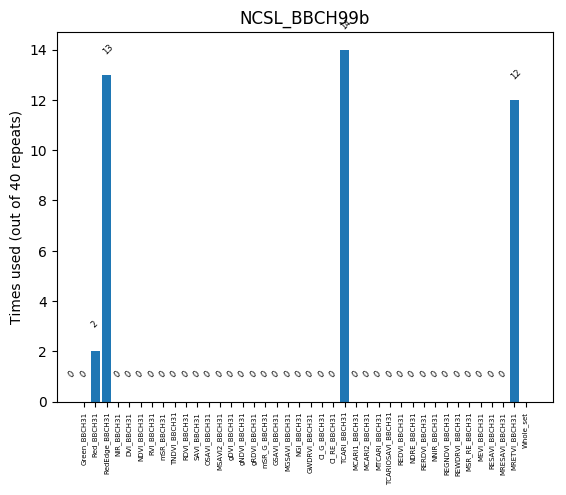 NCSL_BBCH99b
Times used (out of 40 repeats)
14
12
10
8
6
4
2
0
0 0 2 13 0 0 0 0 0 0 0 0 0 0 0 0 0 0 0 0 0 0 0 0 0 0 0 0 0 0 0 0 0 0 0 0 0 0 12
Green_BBCH31
Red_BBCH31
RedEdge_BBCH31
NIR_BBCH31
DVI_BBCH31
NDVI_BBCH31
RVI_BBCH31
mSR_BBCH31
TNDVI_BBCH31
RDVI_BBCH31
SAVI_BBCH31
OSAVI_BBCH31
MSAVI2_BBCH31
gDVI_BBCH31
gNDVI_BBCH31
gRDVI_BBCH31
mSR_G_BBCH31
GSAVI_BBCH31
MGSAVI_BBCH31
NGI_BBCH31
GWDRVI_BBCH31
CI_G_BBCH31
CI_RE_BBCH31
TCARI_BBCH31
MCARI1_BBCH31
MCARI2_BBCH31
MTCARI_BBCH31
TCARIOSAVI_BBCH31
REDVI_BBCH31
NDRE_BBCH31
RERDVI_BBCH31
NNIR_BBCH31
REGNDVI_BBCH31
REWDRVI_BBCH31
MSR_RE_BBCH31
MEVI_BBCH31
RESAVI_BBCH31
MRESAVI_BBCH31
MRETVI_BBCH31
Whole_set